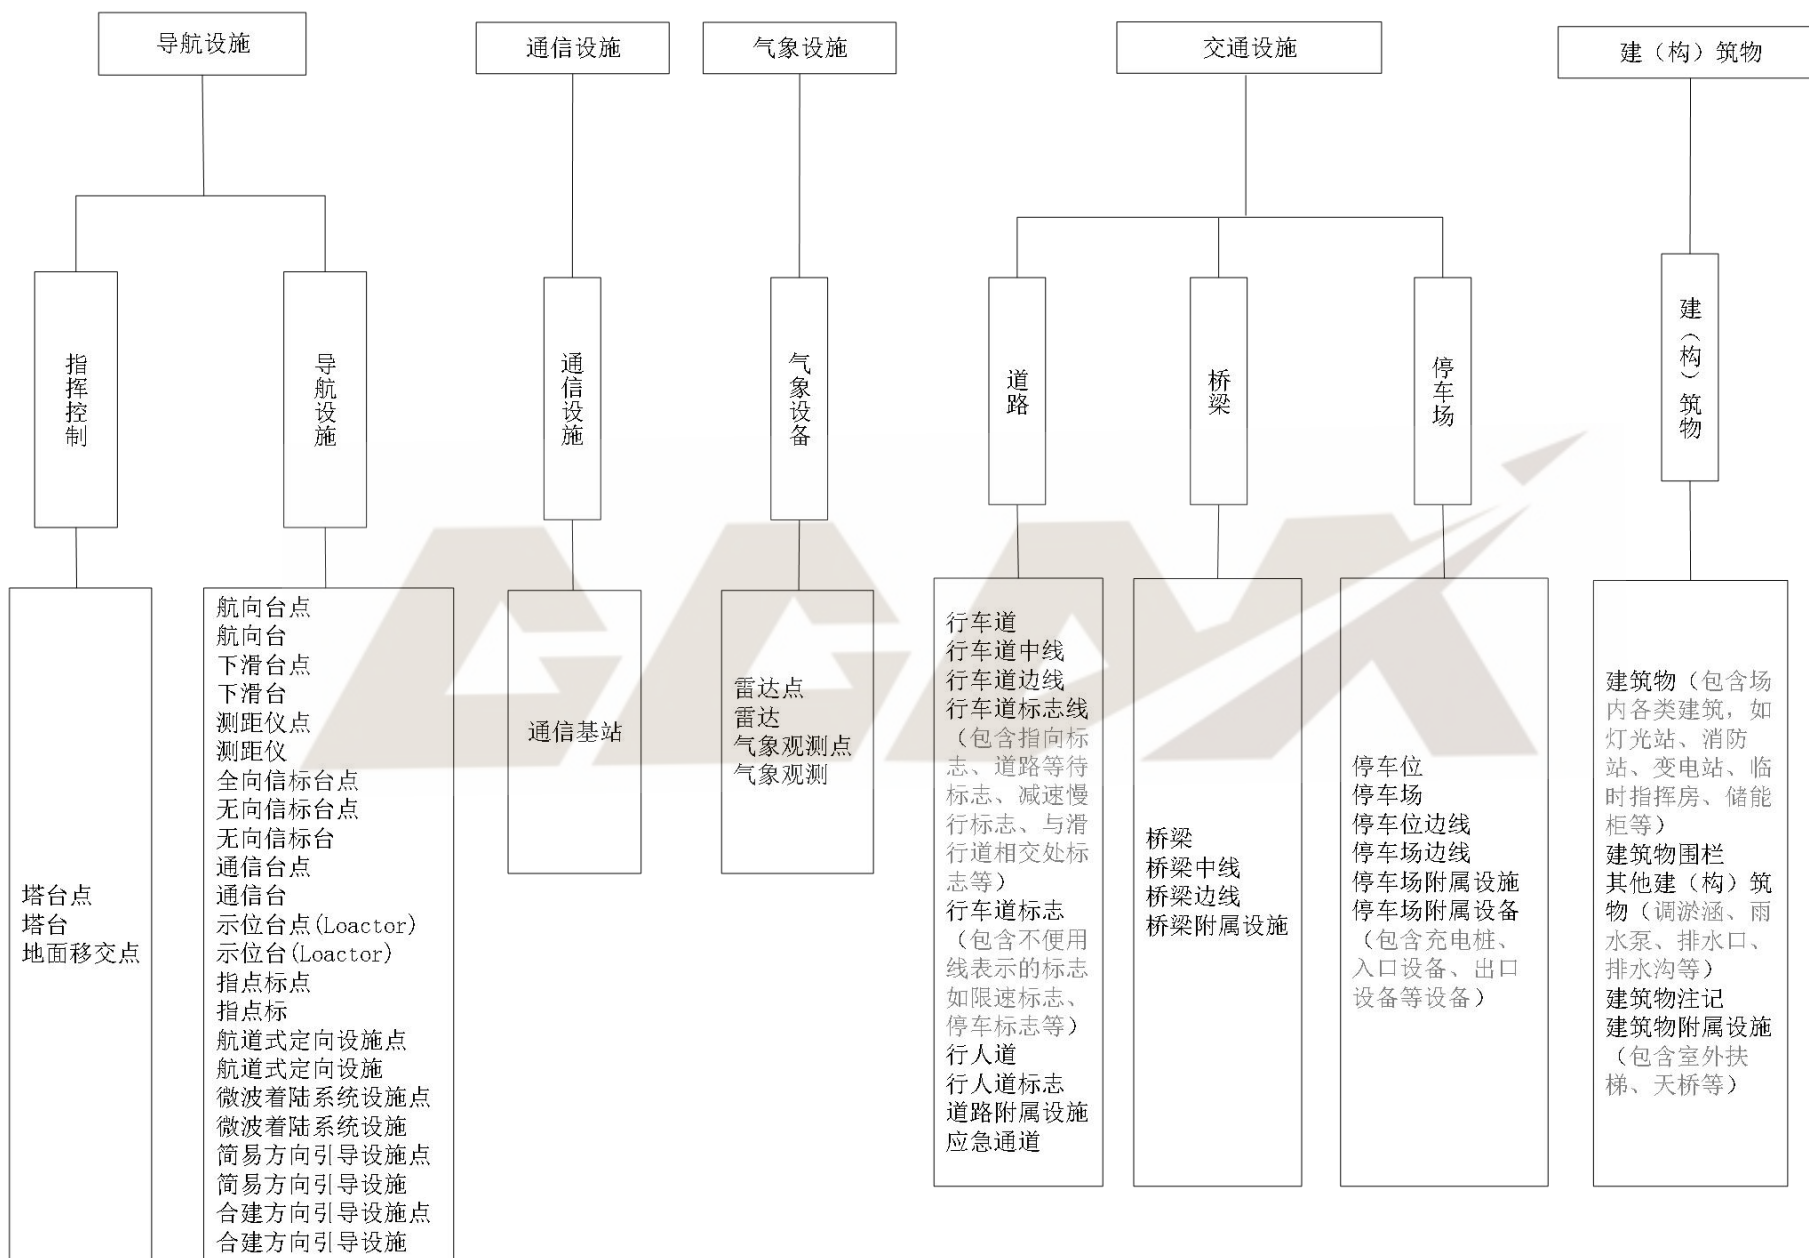 导航设施
通信设施
气象设施
交通设施
建（构）筑物
指挥控制
导航设施
通信设施
气象设备
道路
桥梁
停车场
建（构）筑物
塔台点
塔台
地面移交点
航向台点
航向台
下滑台点
下滑台
测距仪点
测距仪
全向信标台点
无向信标台点
无向信标台
通信台点
通信台
示位台点(Loactor)
示位台(Loactor)
指点标点
指点标
航道式定向设施点
航道式定向设施
微波着陆系统设施点
微波着陆系统设施
简易方向引导设施点
简易方向引导设施
合建方向引导设施点
合建方向引导设施
通信基站
雷达点
雷达
气象观测点
气象观测
行车道
行车道中线
行车道边线
行车道标志线
（包含指向标
志、道路等待
标志、减速慢
行标志、与滑
行道相交处标
志等）
行车道标志
（包含不便用
线表示的标志
如限速标志、
停车标志等）
行人道
行人道标志
道路附属设施
应急通道
桥梁
桥梁中线
桥梁边线
桥梁附属设施
停车位
停车场
停车位边线
停车场边线
停车场附属设施
停车场附属设备
（包含充电桩、
入口设备、出口
设备等设备）
建筑物（包含场
内各类建筑，如
灯光站、消防
站、变电站、临
时指挥房、储能
柜等）
建筑物围栏
其他建（构）筑
物（调淤涵、雨
水泵、排水口、
排水沟等）
建筑物注记
建筑物附属设施
（包含室外扶
梯、天桥等）